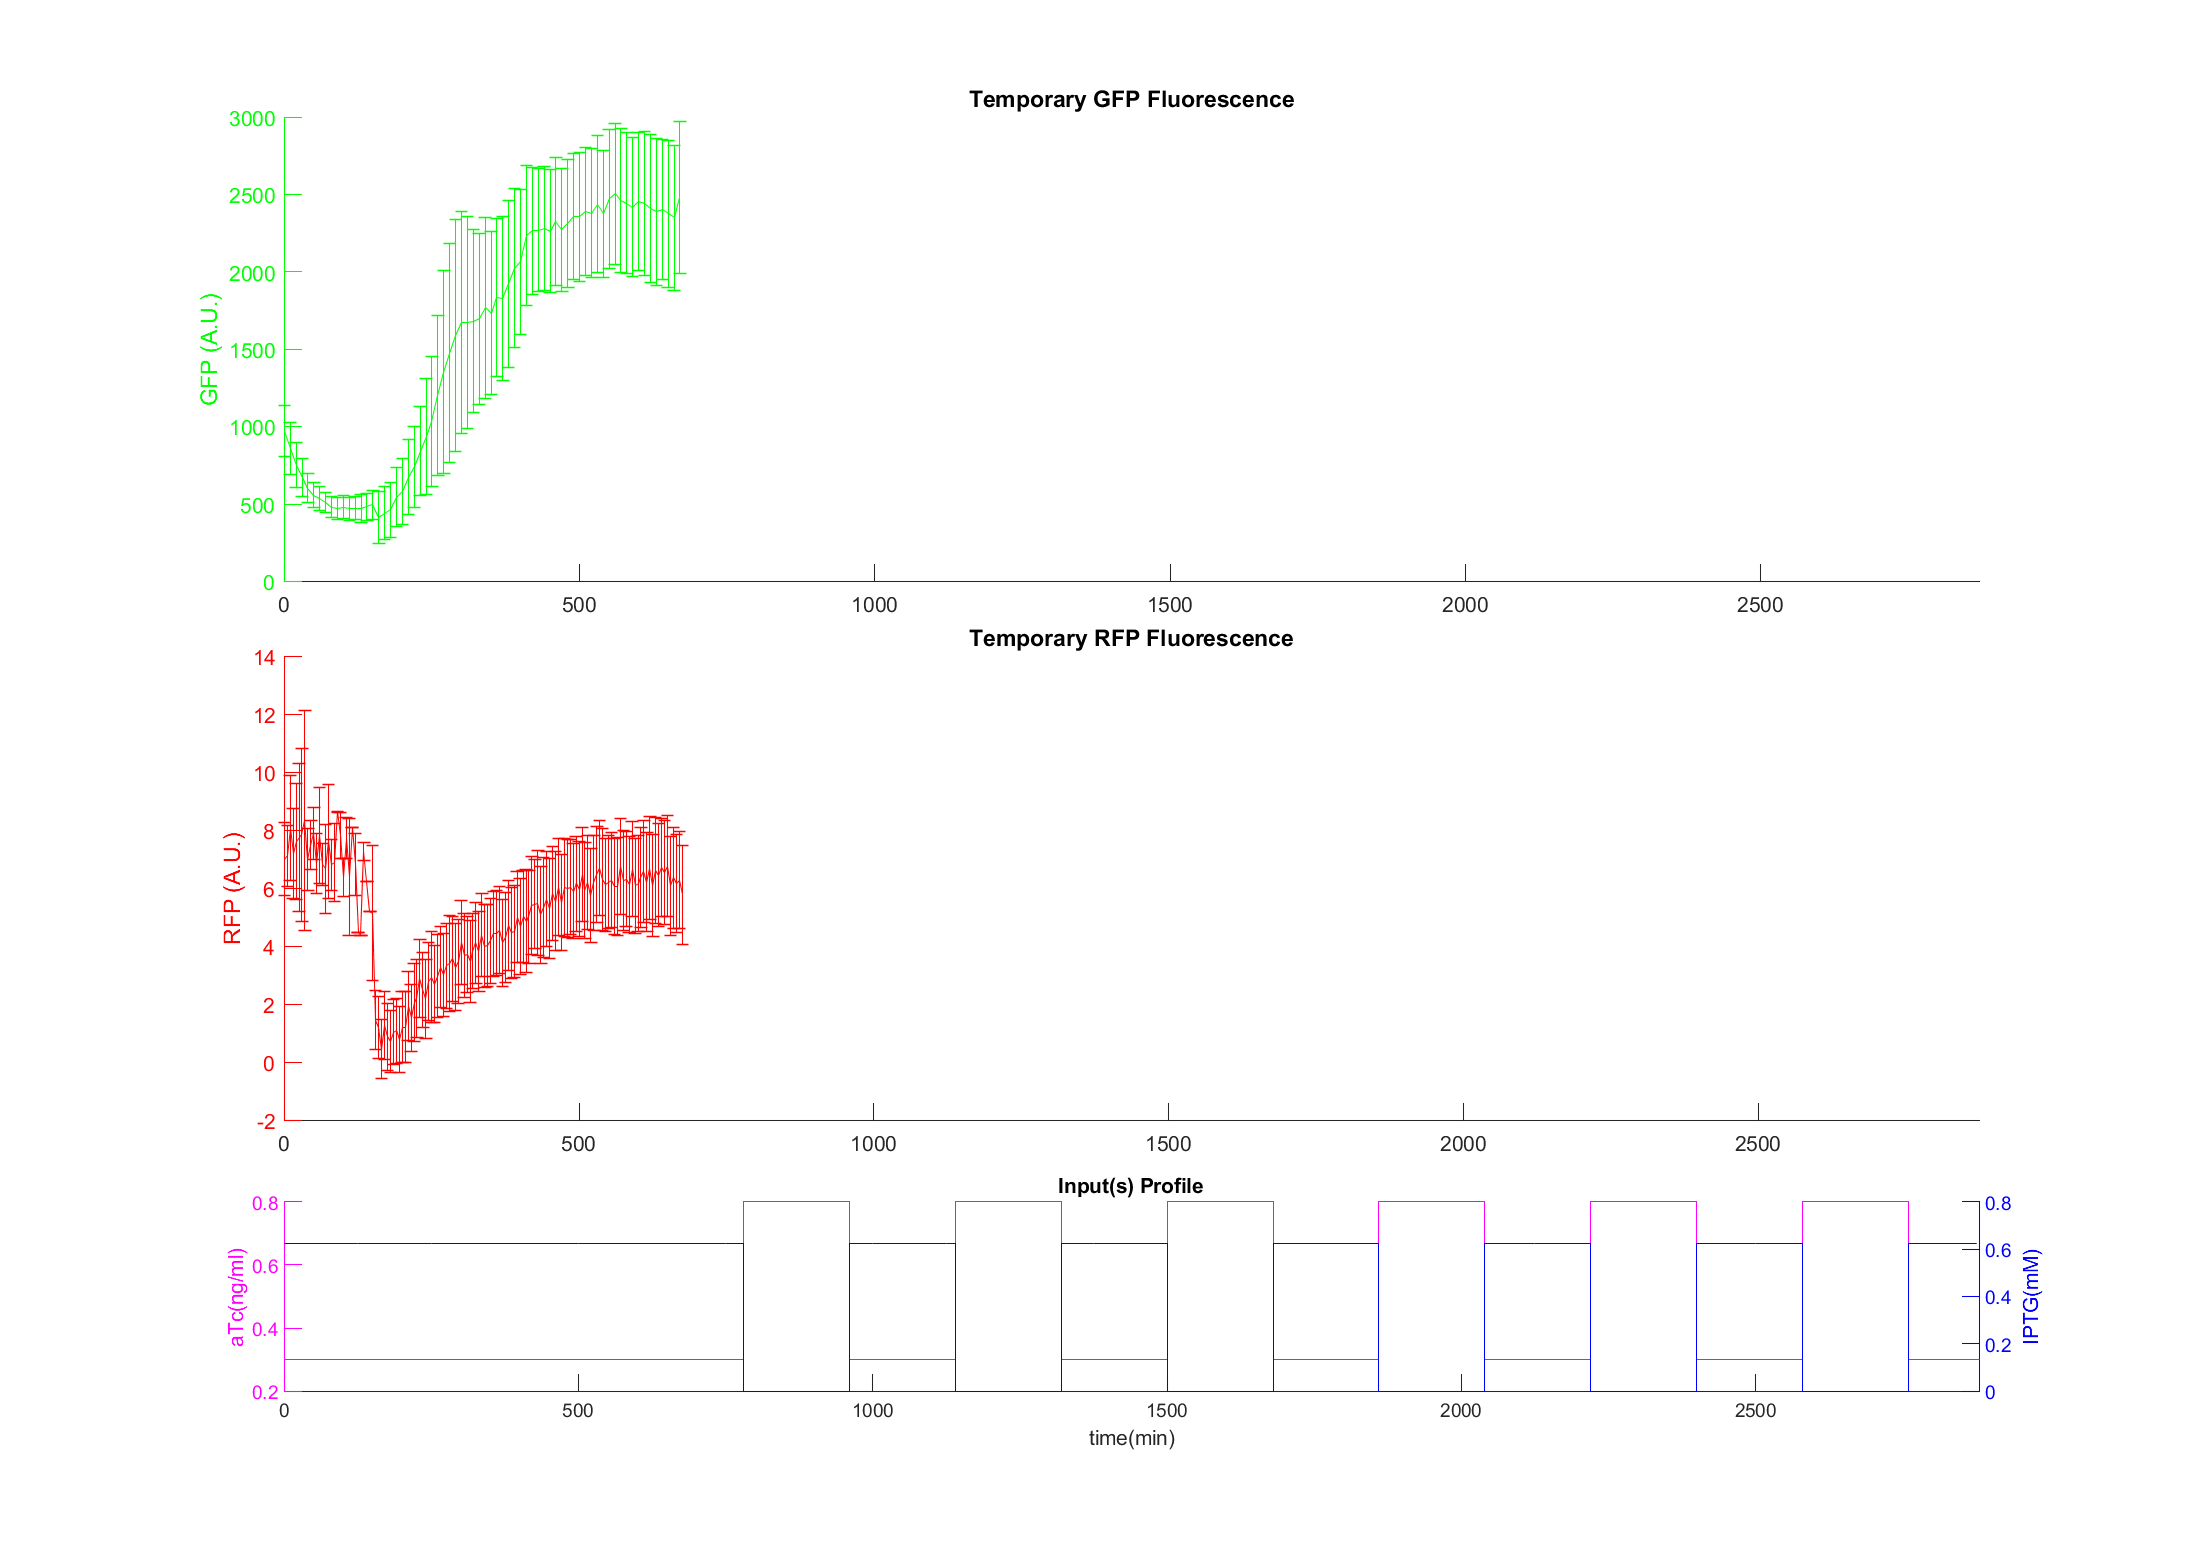 Temporary GFP Fluorescence
3000
2500
2000
1500
1000
500
0
GFP (A.U.)
0 500 1000 1500 2000 2500
Temporary RFP Fluorescence
14
12
10
8
6
4
2
0
-2
RFP (A.U.)
0 500 1000 1500 2000 2500
Input(s) Profile
0.8
0.6
0.4
0.2
aTc(ng/ml)
0.8
0.6
0.4
0.2
0
IPTG(mM)
0 500 1000 1500 2000 2500
time(min)